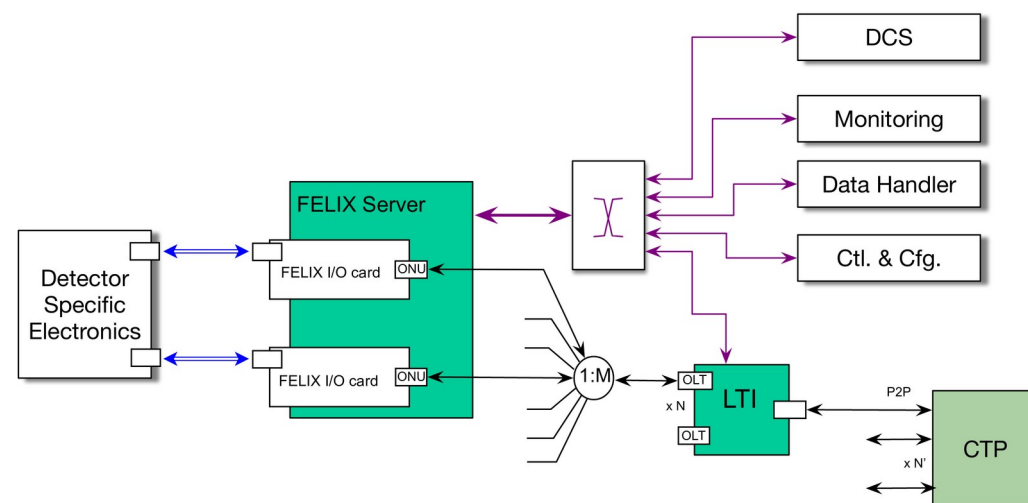 DCS
Monitoring
Data Handler
Ctl. & Cfg.
FELIX Server
FELIX I/O card
ONU
Detector
Specific
Electronics
FELIX I/O card
ONU
1:M
OLT
x N
LTI
OLT
P2P
x N'
CTP